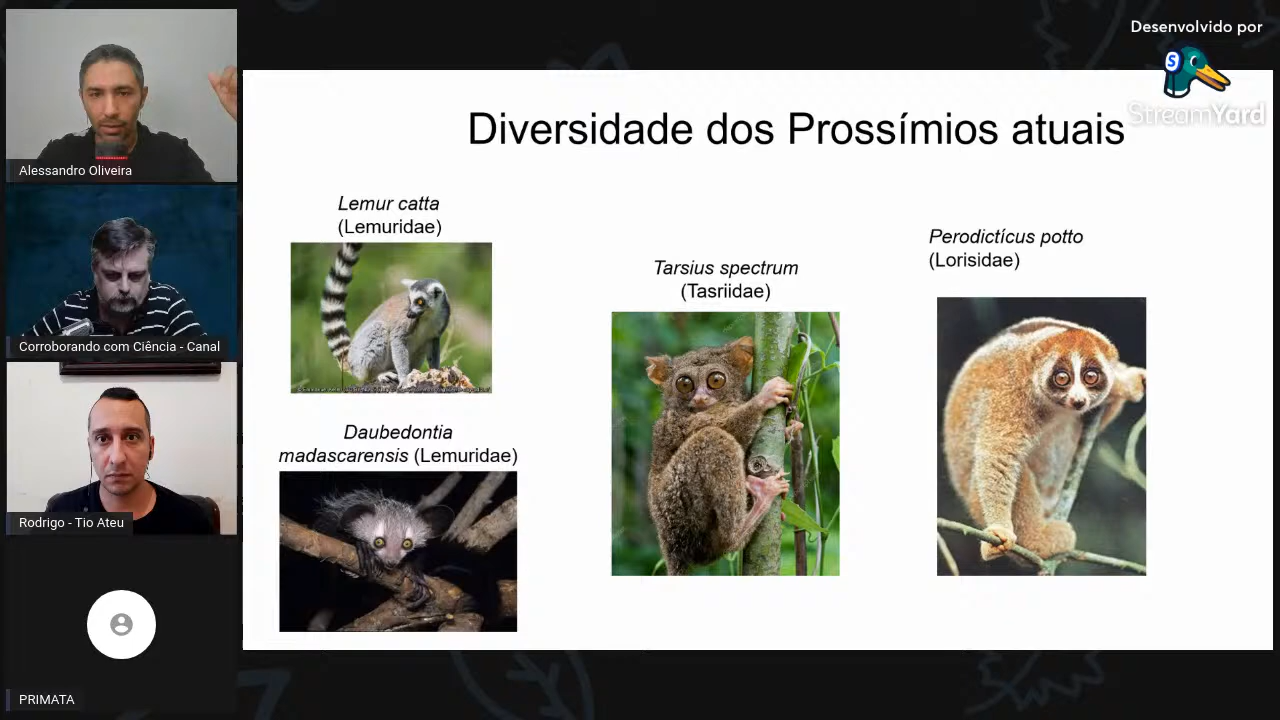 Desenvolvido por
StreamYard
Diversidade dos Prossímios atuais
Lemur catta
(Lemuridae)
Daubedontia
madascarensis (Lemuridae)
Tarsius spectrum
(Tasriidae)
Perodictícus potto
(Lorisidae)
Alessandro Oliveira
Corroborando com Ciência - Canal
Rodrigo - Tio Ateu
PRIMATA